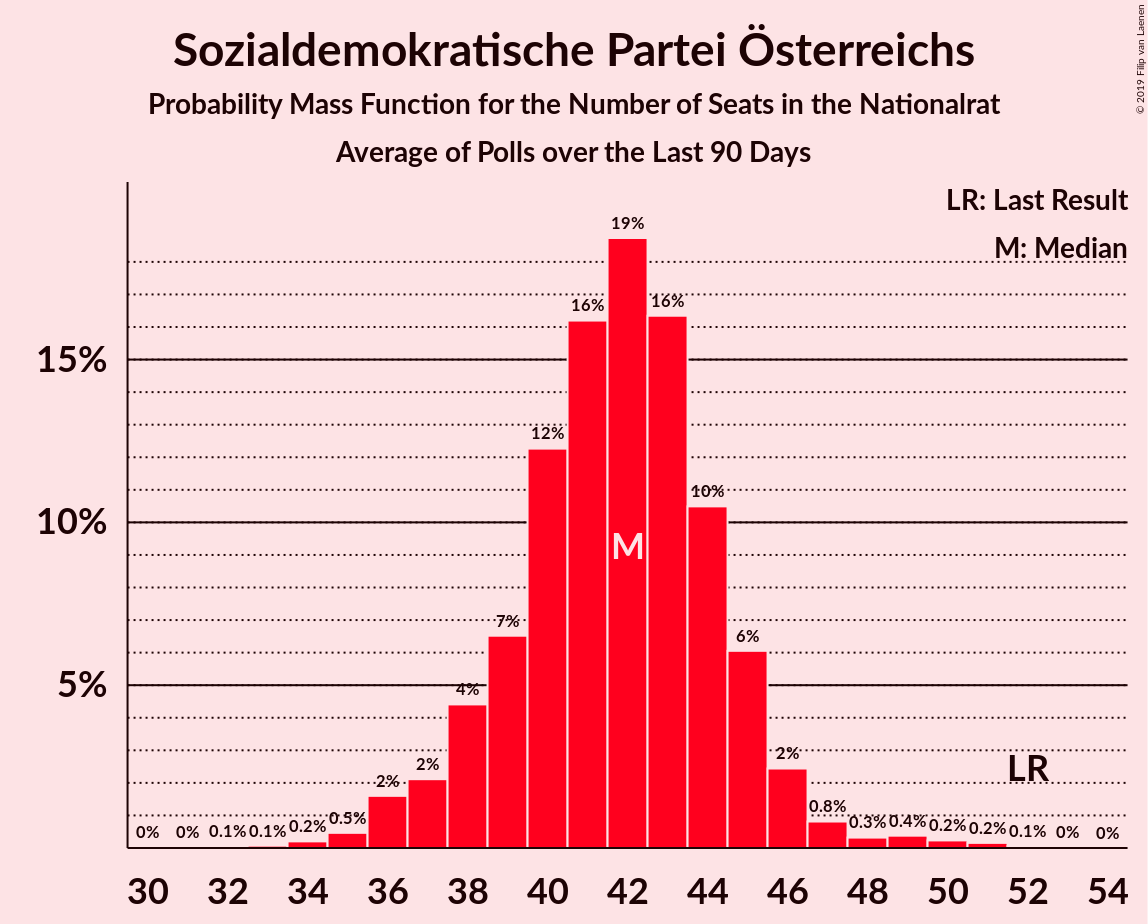 Sozialdemokratische Partei Österreichs
Probability Mass Function for the Number of Seats in the Nationalrat
Average of Polls over the Last 90 Days
© 2019 Filip van Laenen
LR: Last Result
M: Median
15%
10%
5%
0% 0% 0.1% 0.1% 0.2% 0.5% 2% 2% 4% 7% 12% 16% 19% 16% 10% 6% 2% 0.8% 0.3% 0.4% 0.2% 0.2% 0.1% 0% 0%
M
LR
30 32 34 36 38 40 42 44 46 48 50 52 54